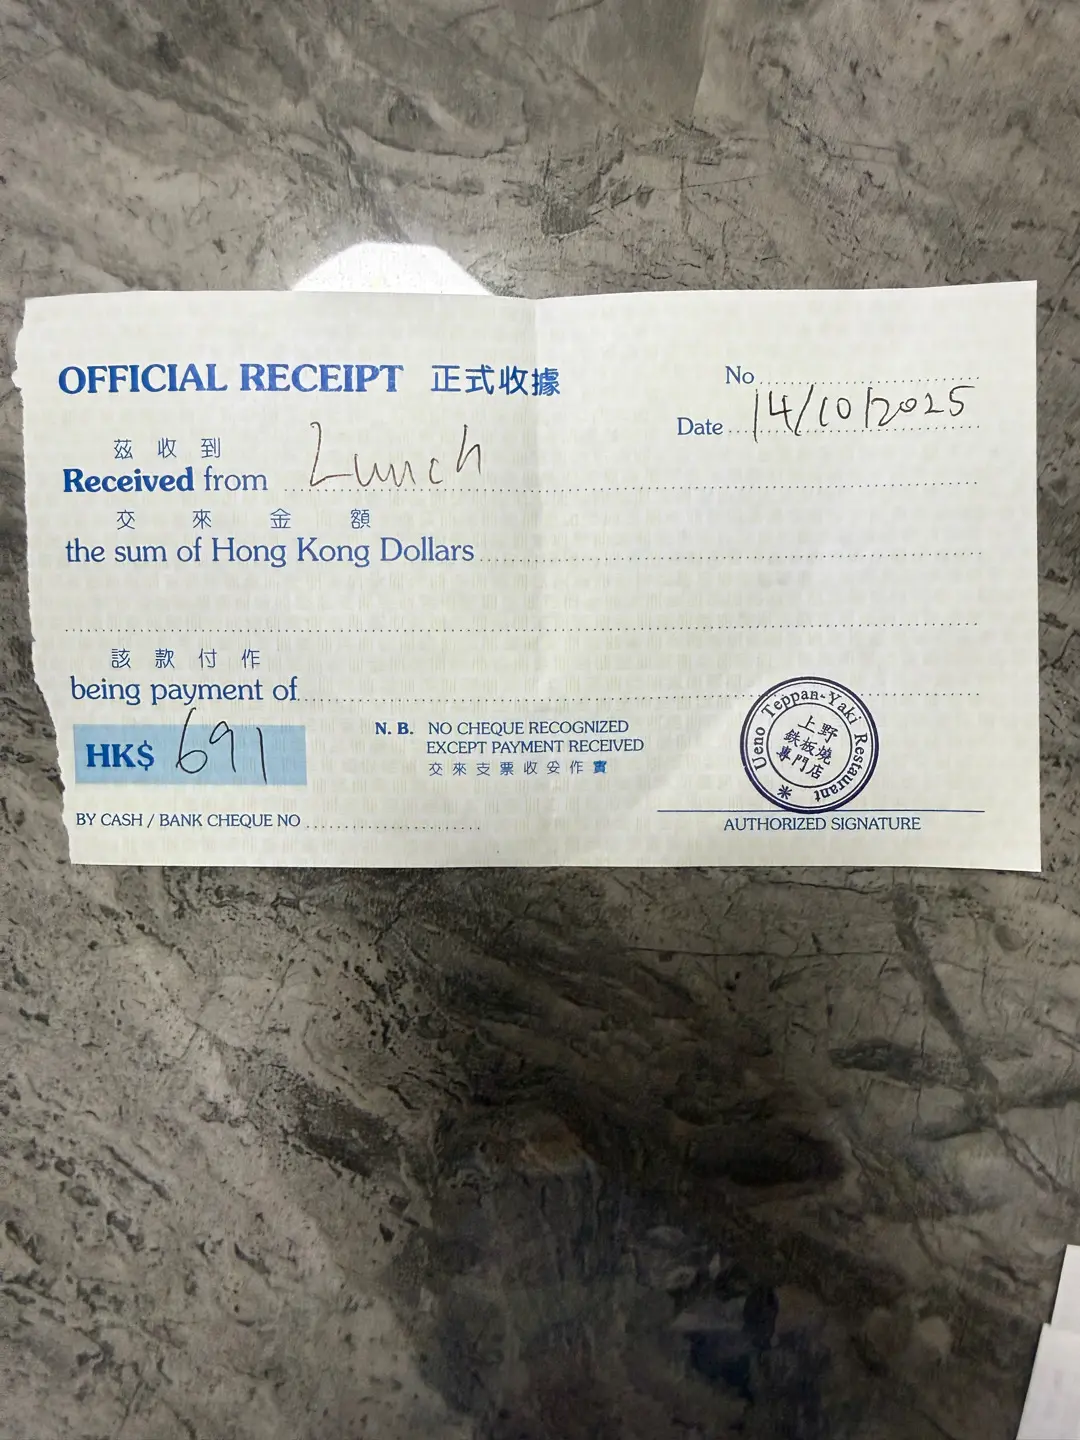 OFFICIAL RECEIPT 正式收據
No
Date 14/10/2025
茲收到
Received from Lunch
交來金額
the sum of Hong Kong Dollars
該款付作
being payment of
HK$ 691
N. B. NO CHEQUE RECOGNIZED
EXCEPT PAYMENT RECEIVED
交來支票收妥作實
Ueno Teppan-Yaki Restaurant
上野
鉄板燒
專門店
BY CASH / BANK CHEQUE NO
AUTHORIZED SIGNATURE